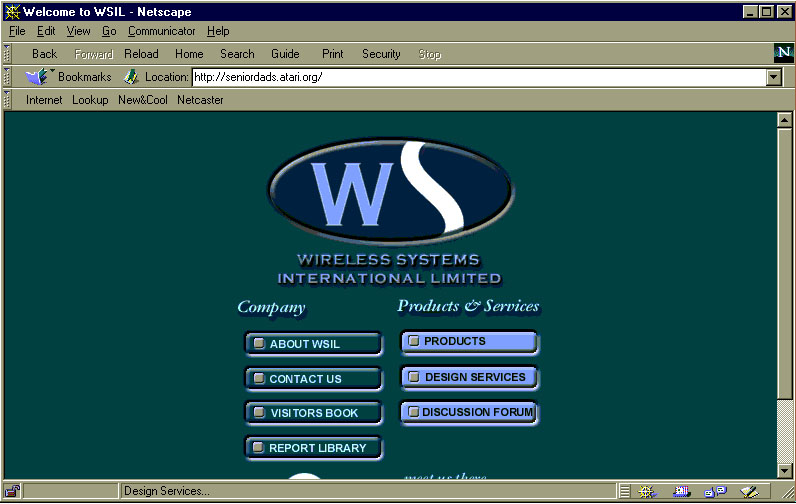 Welcome to WSIL - Netscape
File Edit View Go Communicator Help
Back Forward Reload Home Search Guide Print Security Stop
N
Bookmarks Location: http://seniordads.atari.org/
Internet Lookup New&Cool Netcaster
WS
WIRELESS SYSTEMS
INTERNATIONAL LIMITED
Company
ABOUT WSIL
CONTACT US
VISITORS BOOK
REPORT LIBRARY
Products & Services
PRODUCTS
DESIGN SERVICES
DISCUSSION FORUM
meet us there
Design Services...